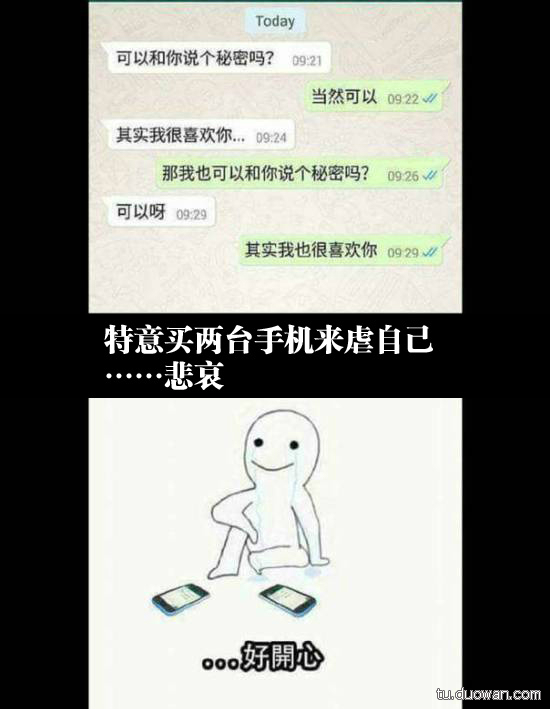 Today
可以和你说个秘密吗? 09:21
当然可以 09:22
其实我很喜欢你... 09:24
那我也可以和你说个秘密吗? 09:26
可以呀 09:29
其实我也很喜欢你 09:29
特意买两台手机来虐自己
……悲哀
...好開心
tu.duowan.com